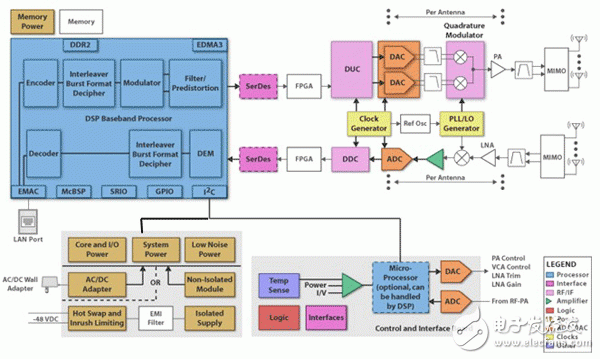 Memory Power
Memory
Per Antenna
Quadrature Modulator
DDR2
EDMA3
Encoder
Interleaver Burst Format Decipher
Modulator
Filter/Predistortion
SerDes
FPGA
DUC
DAC
DAC
PA
MIMO
DSP Baseband Processor
Clock Generator
Ref Osc
PLL/LO Generator
Decoder
Interleaver Burst Format Decipher
DEM
SerDes
FPGA
DDC
ADC
LNA
MIMO
Per Antenna
EMAC
McBSP
SRIO
GPIO
I²C
LAN Port
Core and I/O Power
System Power
Low Noise Power
AC/DC Wall Adapter
AC/DC Adapter
OR
Non-Isolated Module
-48 VDC
Hot Swap and Inrush Limiting
EMI Filter
Isolated Supply
Temp Sense
Power I/V
Micro-Processor (optional, can be handled by DSP)
DAC
ADC
PA Control
VCA Control
LNA Trim
LNA Gain
From RF-PA
Logic
Interfaces
Control and Interface
LEGEND
Processor
Interface
RF/IF
Amplifier
Logic
ADC/DAC
Clocks
Other